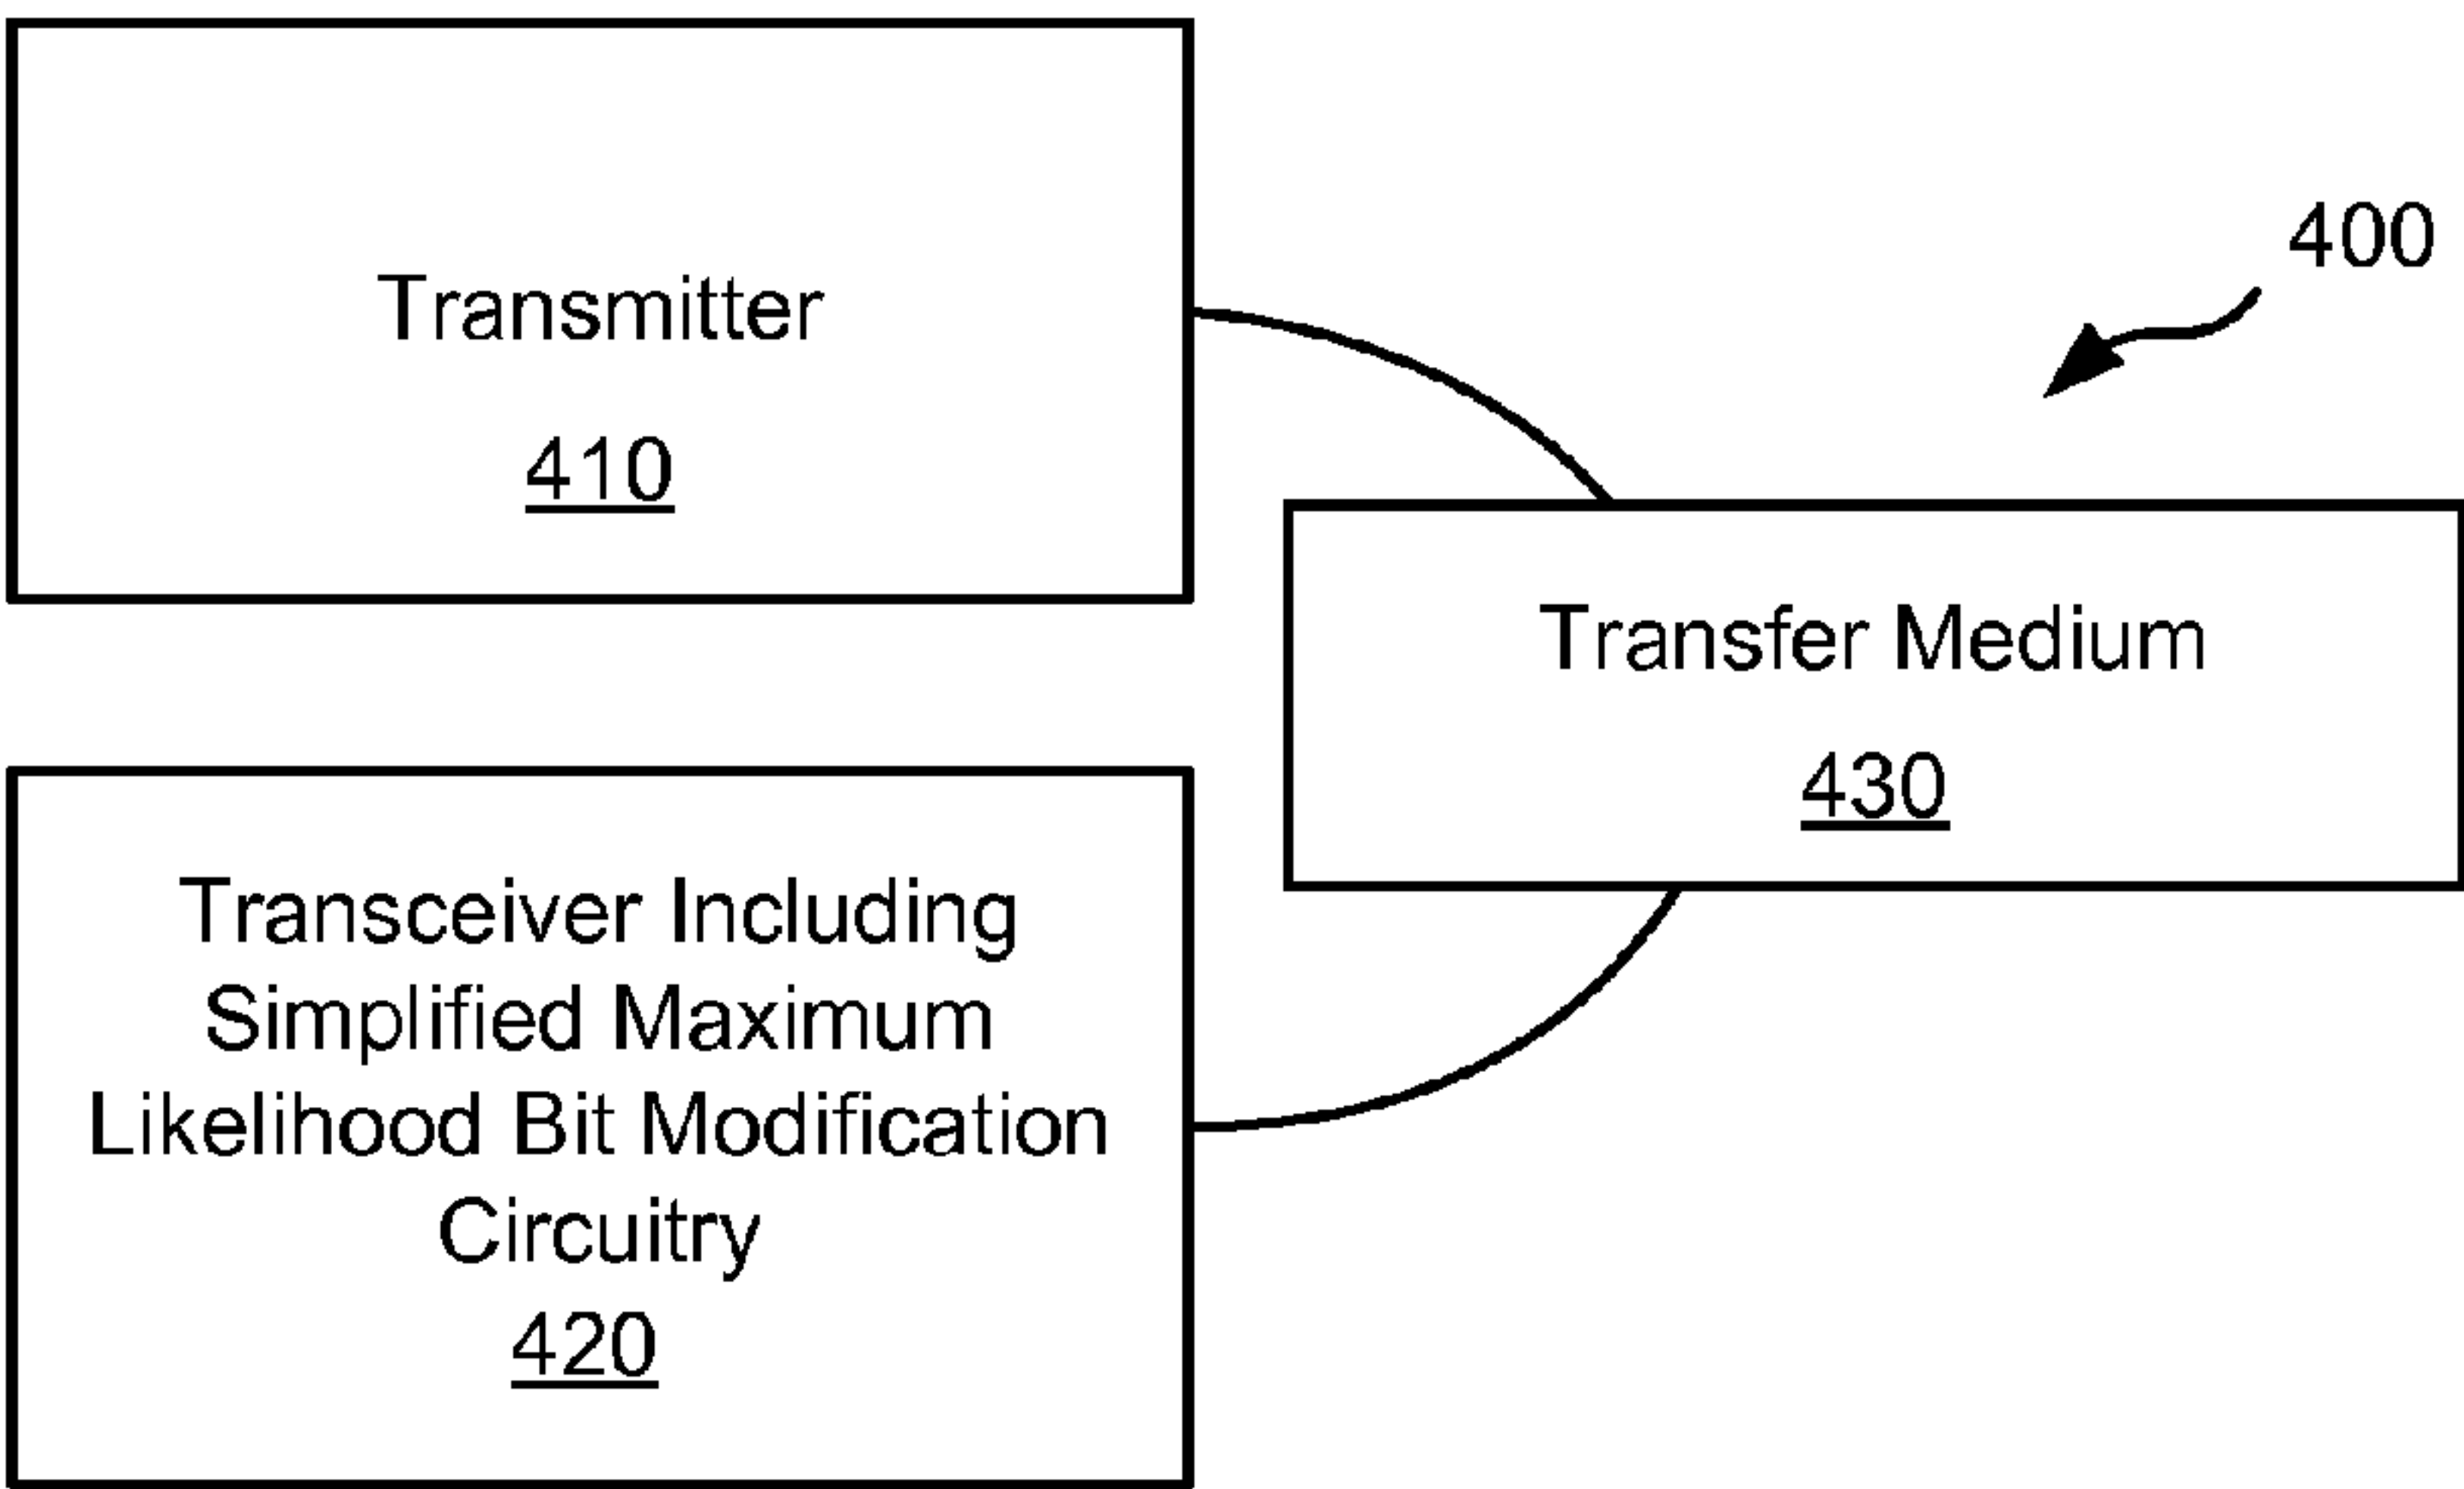 Transmitter
410
400
Transfer Medium
430
Transceiver Including
Simplified Maximum
Likelihood Bit Modification
Circuitry
420